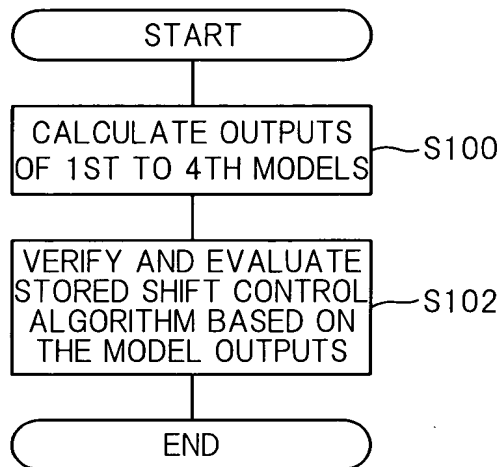 START
CALCULATE OUTPUTS
OF 1ST TO 4TH MODELS
S100
VERIFY AND EVALUATE
STORED SHIFT CONTROL
ALGORITHM BASED ON
THE MODEL OUTPUTS
S102
END